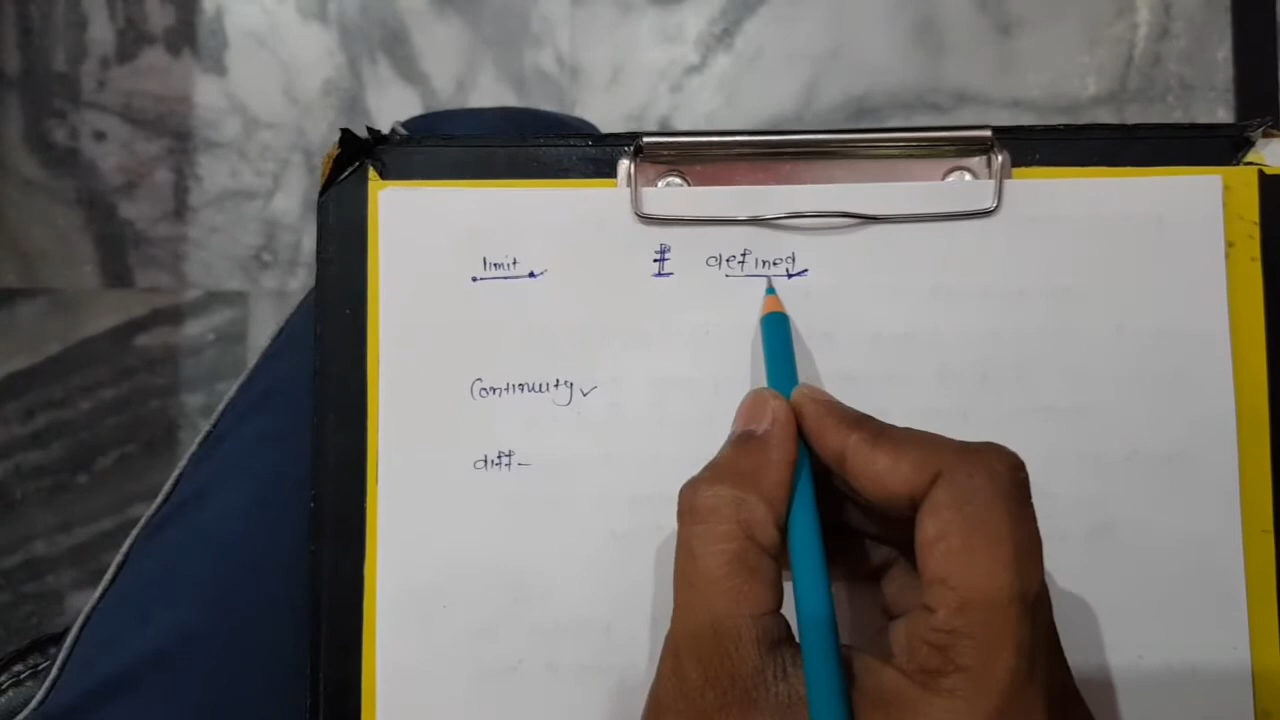 limit # defined
Continuity ✓
diff -